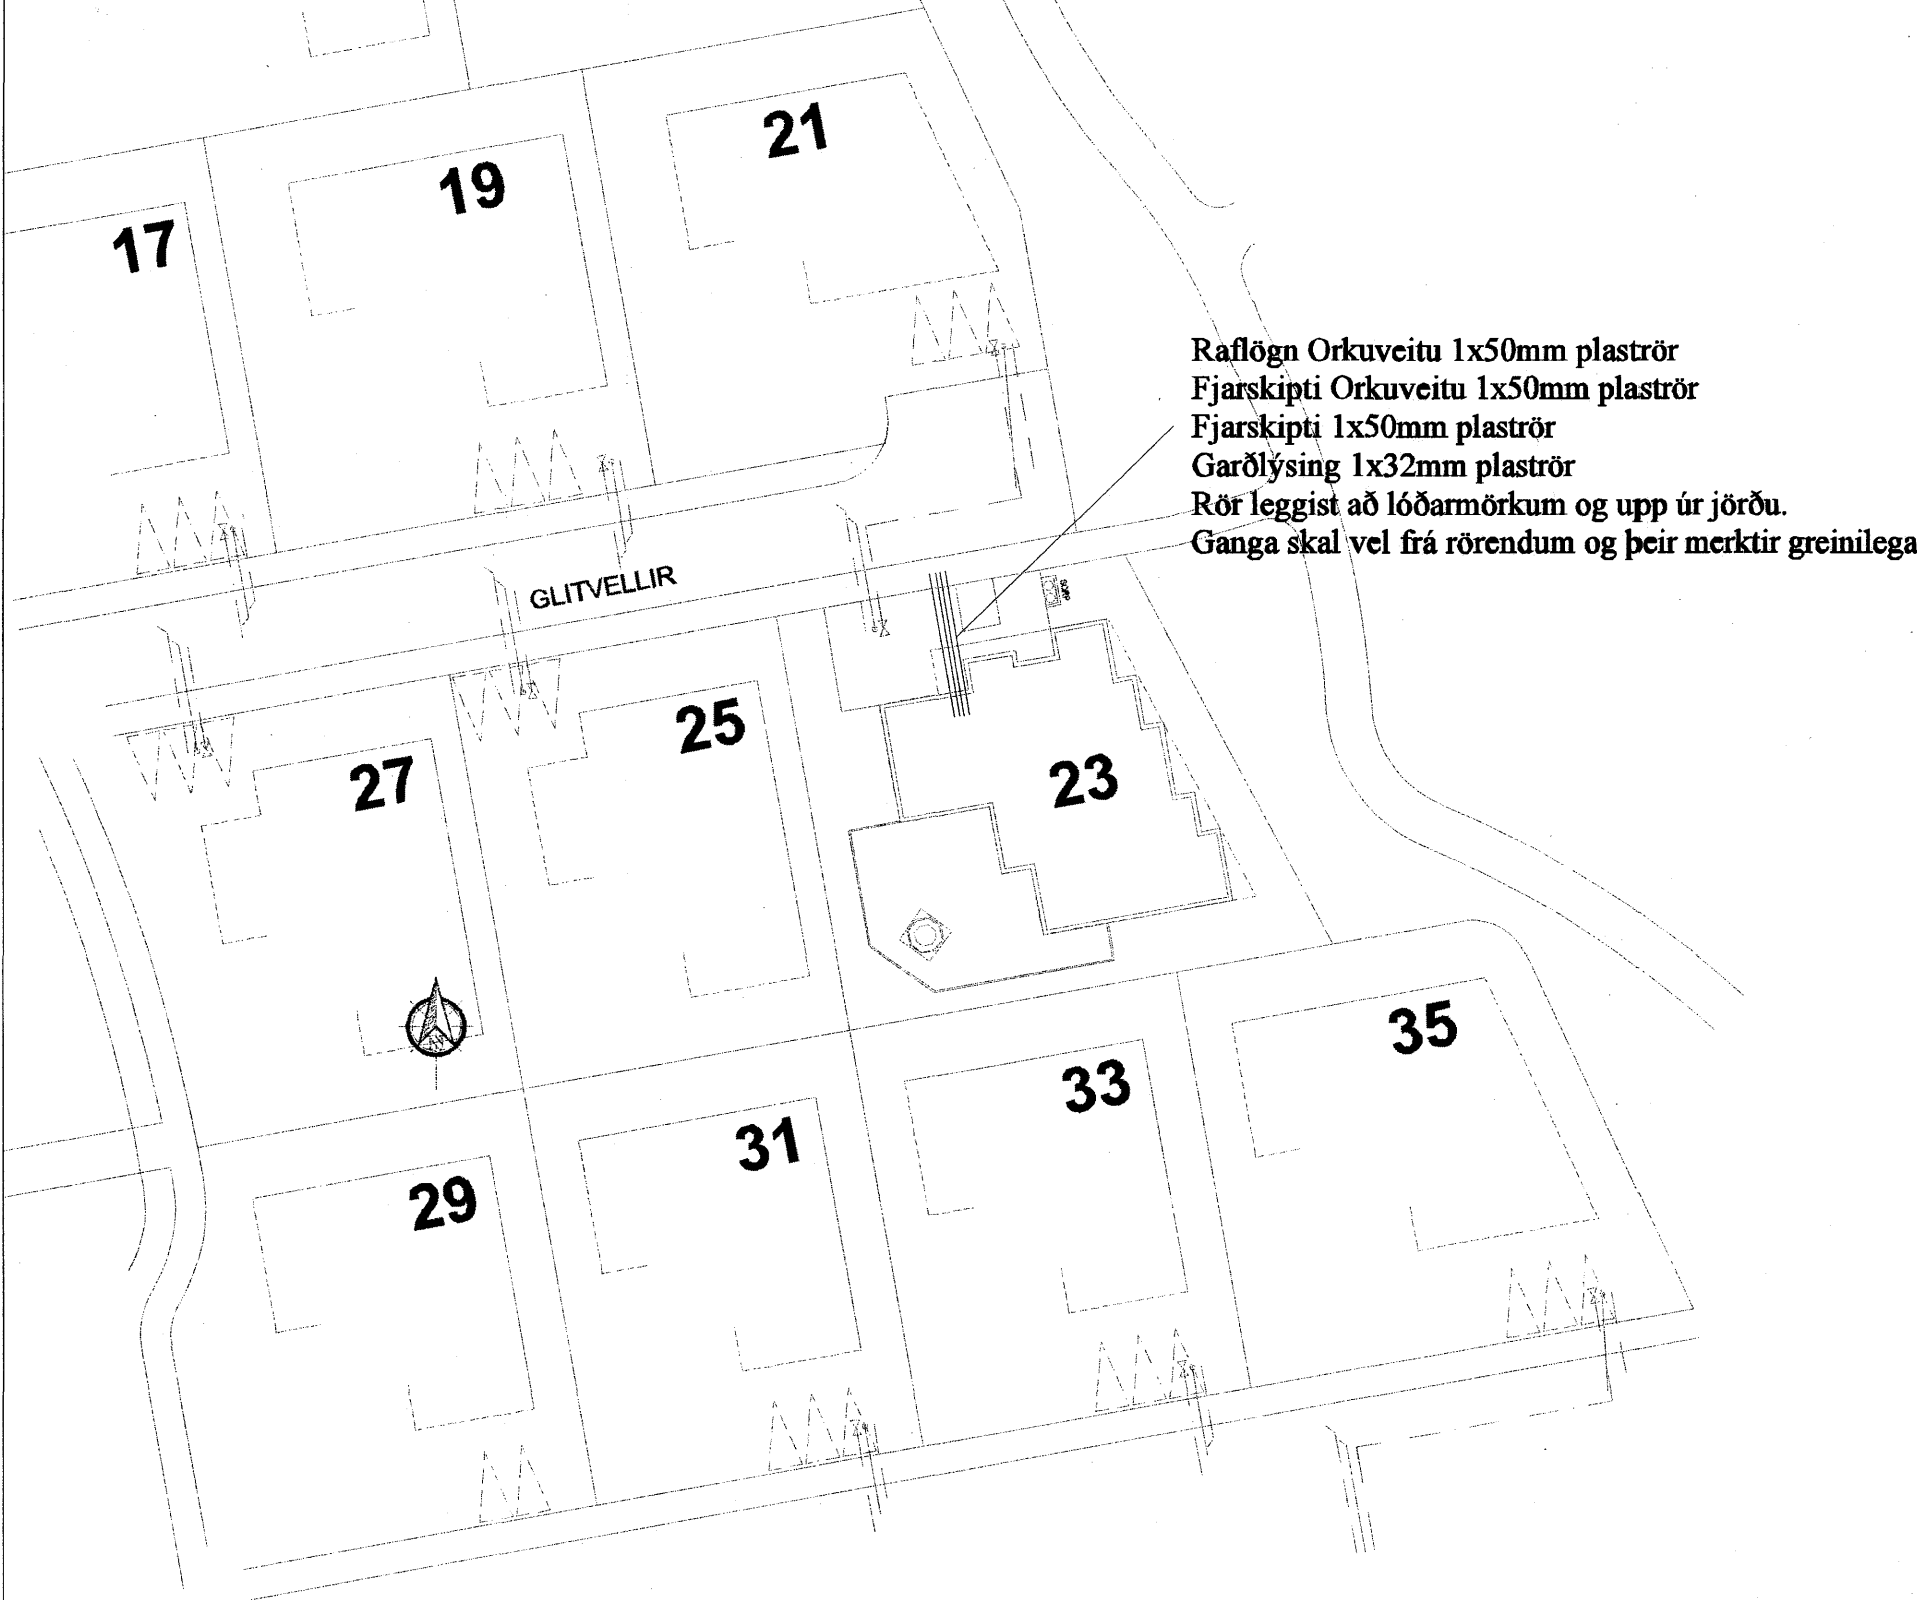 21
19
17
Raflögn Orkuveitu 1x50mm plaströr
Fjarskipti Orkuveitu 1x50mm plaströr
Fjarskipti 1x50mm plaströr
Garðlýsing 1x32mm plaströr
Rör leggist að lóðarmörkum og upp úr jörðu.
Ganga skal vel frá rörendum og þeir merktir greinilega
GLITVELLIR
25
23
27
35
33
31
29